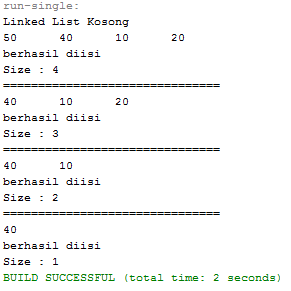 run-single:
Linked List Kosong
50 40 10 20
berhasil diisi
Size : 4
===============================
40 10 20
berhasil diisi
Size : 3
===============================
40 10
berhasil diisi
Size : 2
===============================
40
berhasil diisi
Size : 1
BUILD SUCCESSFUL (total time: 2 seconds)